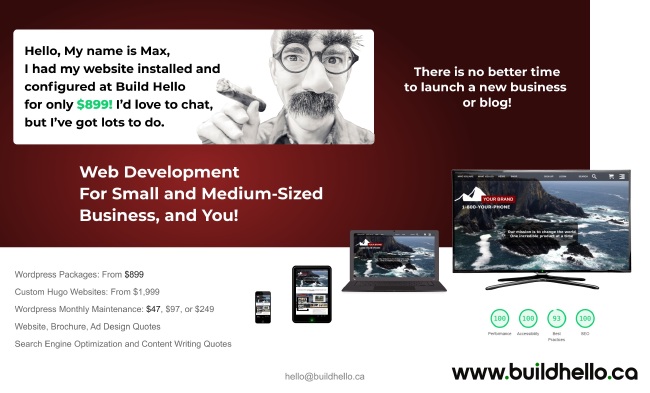 Hello, My name is Max,
I had my website installed and
configured at Build Hello
for only $899! I'd love to chat,
but I've got lots to do.
There is no better time
to launch a new business
or blog!
Web Development
For Small and Medium-Sized
Business, and You!
YOUR BRAND
1-800-YOUR-PHONE
Our mission is to change the world
One incredible product at a time
Wordpress Packages: From $899
Custom Hugo Websites: From $1,999
Wordpress Monthly Maintenance: $47, $97, or $249
Website, Brochure, Ad Design Quotes
Search Engine Optimization and Content Writing Quotes
100 100 93 100
Performance Accessibility Best Practices SEO
hello@buildhello.ca
www.buildhello.ca